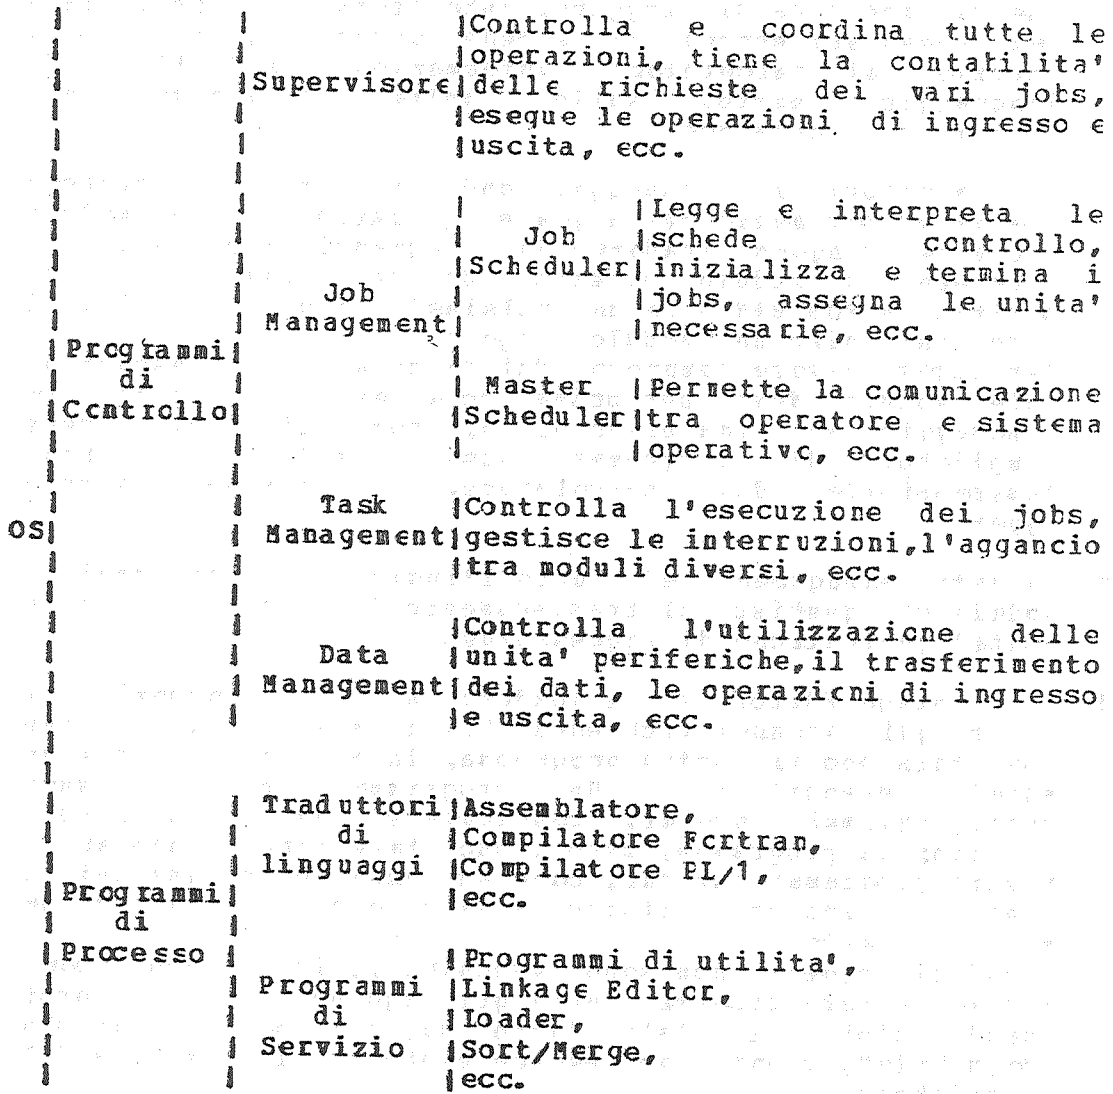 |Controlla e coordina tutte le
|operazioni, tiene la contabilita'
|Supervisore|delle richieste dei vari jobs,
|esegue le operazioni di ingresso e
|uscita, ecc.
|Legge e interpreta le
| Job |schede controllo,
|Scheduler|inizializza e termina i
| Job | |jobs, assegna le unita'
| Management| |necessarie, ecc.
|Programmi|
| di | | Master |Permette la comunicazione
|Controllo| |Scheduler|tra operatore e sistema
| |operativo, ecc.
| Task |Controlla l'esecuzione dei jobs,
OS| | Management|gestisce le interruzioni,l'aggancio
|tra moduli diversi, ecc.
|Controlla l'utilizzazione delle
| Data |unita' periferiche,il trasferimento
| Management|dei dati, le operazioni di ingresso
|e uscita, ecc.
| Traduttori|Assemblatore,
| di |Compilatore Fortran,
| linguaggi |Compilatore PL/1,
|Programmi| |ecc.
| di |
|Processo | |Programmi di utilita',
| Programmi |Linkage Editor,
| di |Loader,
| Servizio |Sort/Merge,
|ecc.